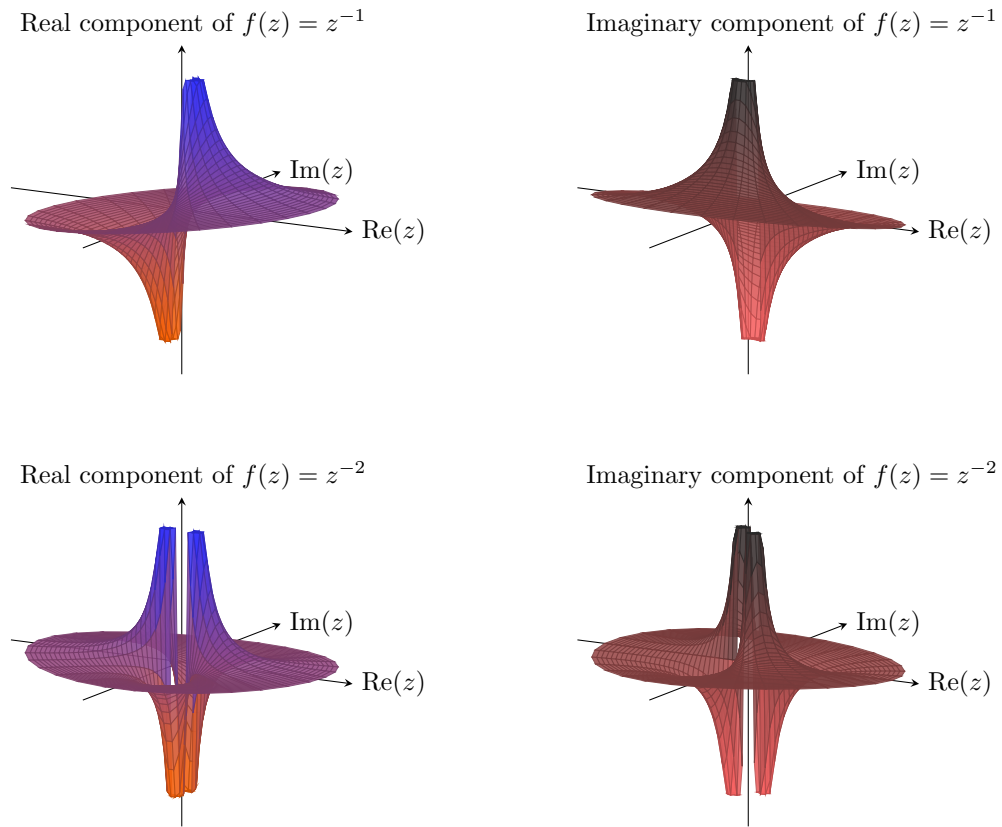 Real component of $f(z) = z^{-1}$
Im(z)
Re(z)
Imaginary component of $f(z) = z^{-1}$
Im(z)
Re(z)
Real component of $f(z) = z^{-2}$
Im(z)
Re(z)
Imaginary component of $f(z) = z^{-2}$
Im(z)
Re(z)